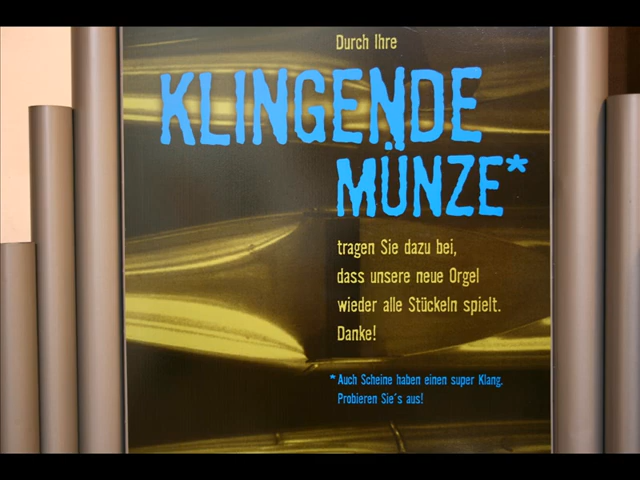 Durch Ihre
KLINGENDE
MÜNZE*
tragen Sie dazu bei,
dass unsere neue Orgel
wieder alle Stückeln spielt.
Danke!
*Auch Scheine haben einen super Klang.
Probieren Sie´s aus!